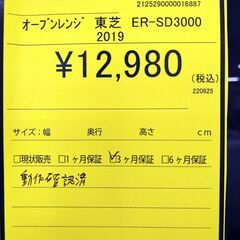 2125290000016887
オーブンレンジ 東芝 ER-SD3000
2019
¥12,980
(税込)
220825
サイズ:幅 奥行 高さ cm
□現状販売 □1ヶ月保証 ☑3ヶ月保証 □6ヶ月保証
動作確認済